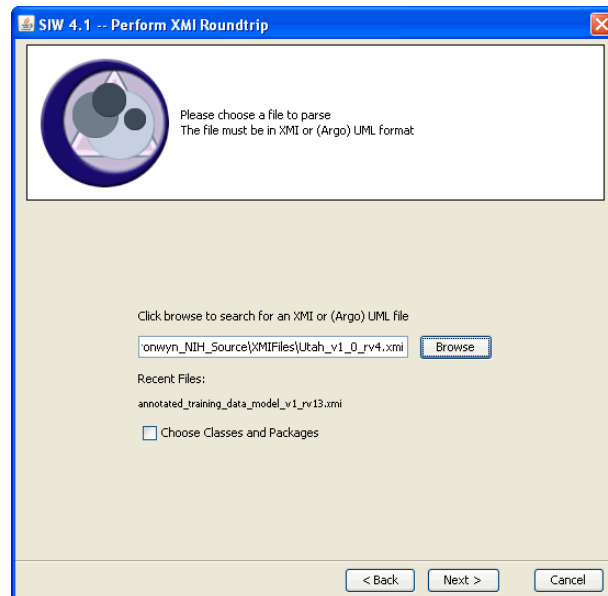 SIW 4.1 -- Perform XMI Roundtrip
Please choose a file to parse
The file must be in XMI or (Argo) UML format
Click browse to search for an XMI or (Argo) UML file
onwyn_NIH_Source\XMIFiles\Utah_v1_0_rv4.xmi
Browse
Recent Files:
annotated_training_data_model_v1_rv13.xmi
Choose Classes and Packages
< Back
Next >
Cancel